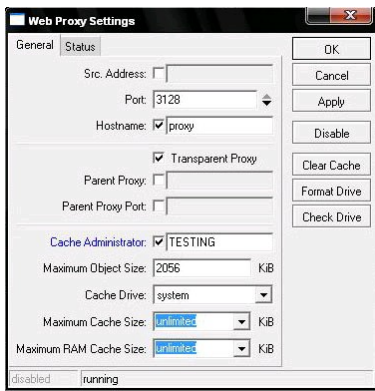 Web Proxy Settings
General Status
Src. Address:
Port: 3128
Hostname: proxy
Transparent Proxy
Parent Proxy:
Parent Proxy Port:
Cache Administrator: TESTING
Maximum Object Size: 2056 KiB
Cache Drive: system
Maximum Cache Size: unlimited KiB
Maximum RAM Cache Size: unlimited KiB
OK
Cancel
Apply
Disable
Clear Cache
Format Drive
Check Drive
disabled running